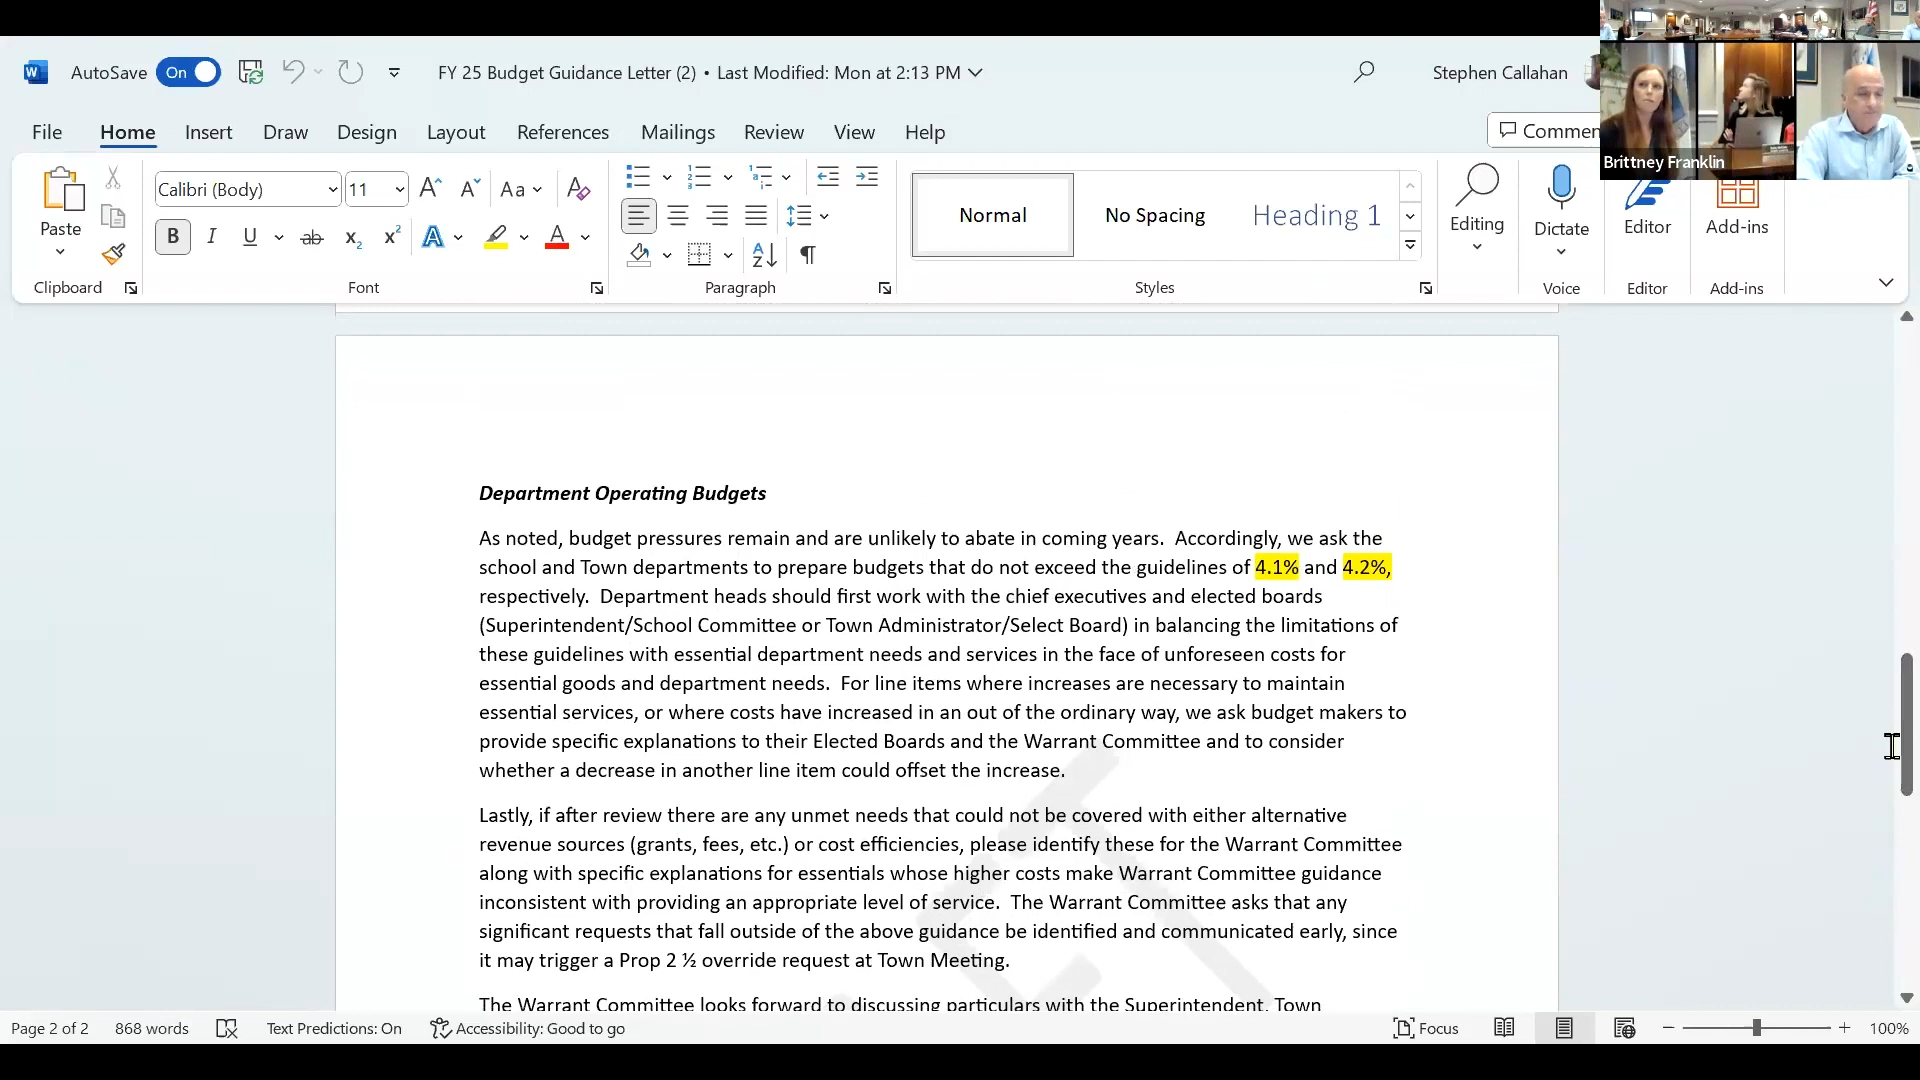 AutoSave On FY 25 Budget Guidance Letter (2) • Last Modified: Mon at 2:13 PM Stephen Callahan
File Home Insert Draw Design Layout References Mailings Review View Help Commen
Brittney Franklin
Paste
Calibri (Body) 11
Aa
B I U ab x₂ x² A A
Normal No Spacing Heading 1
Editing Dictate Editor Add-ins
Clipboard Font Paragraph Styles Voice Editor Add-ins
Department Operating Budgets
As noted, budget pressures remain and are unlikely to abate in coming years. Accordingly, we ask the
school and Town departments to prepare budgets that do not exceed the guidelines of 4.1% and 4.2%,
respectively. Department heads should first work with the chief executives and elected boards
(Superintendent/School Committee or Town Administrator/Select Board) in balancing the limitations of
these guidelines with essential department needs and services in the face of unforeseen costs for
essential goods and department needs. For line items where increases are necessary to maintain
essential services, or where costs have increased in an out of the ordinary way, we ask budget makers to
provide specific explanations to their Elected Boards and the Warrant Committee and to consider
whether a decrease in another line item could offset the increase.
Lastly, if after review there are any unmet needs that could not be covered with either alternative
revenue sources (grants, fees, etc.) or cost efficiencies, please identify these for the Warrant Committee
along with specific explanations for essentials whose higher costs make Warrant Committee guidance
inconsistent with providing an appropriate level of service. The Warrant Committee asks that any
significant requests that fall outside of the above guidance be identified and communicated early, since
it may trigger a Prop 2 ½ override request at Town Meeting.
The Warrant Committee looks forward to discussing particulars with the Superintendent, Town
Page 2 of 2 868 words Text Predictions: On Accessibility: Good to go Focus 100%